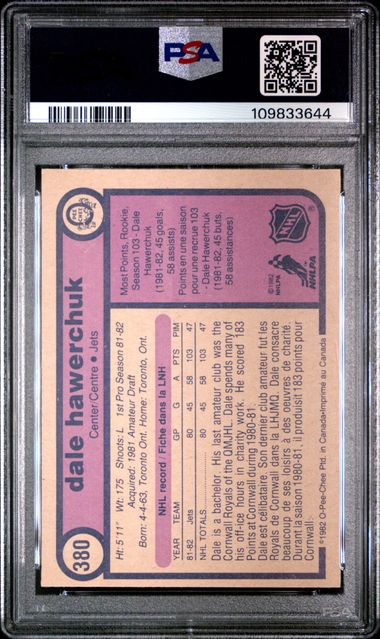 PSA
109833644
380
dale hawerchuk
Center/Centre • Jets
O-PEE-CHEE
Ht: 5'11" Wt: 175 Shoots: L 1st Pro Season 81-82
Acquired: 1981 Amateur Draft
Born: 4-4-63, Toronto Ont. Home: Toronto, Ont.
NHL record / Fiche dans la LNH
YEAR TEAM GP G A PTS PIM
81-82 Jets 80 45 58 103 47
NHL TOTALS 80 45 58 103 47
Most Points, Rookie,
Season 103 - Dale
Hawerchuk
(1981-82, 45 goals,
58 assists)
Points en une saison
pour une recrue 103
- Dale Hawerchuk
(1981-82, 45 buts,
58 assistances)
Dale is a bachelor. His last amateur club was the
Cornwall Royals of the QMJHL. Dale spends many of
his off-ice hours in charity work. He scored 183
Points at Cornwall during 1980-81.
Dale est célibataire. Son dernier club amateur fut les
Royals de Cornwall dans la LHJMQ. Dale consacre
beaucoup de ses loisirs à des oeuvres de charité.
Durant la saison 1980-81, il produisit 183 points pour
Cornwall.
©1982
NHLPA
NHLPA
NHL
®
©1982 O-Pee-Chee Ptd. in Canada-Imprimé au Canada
PSA